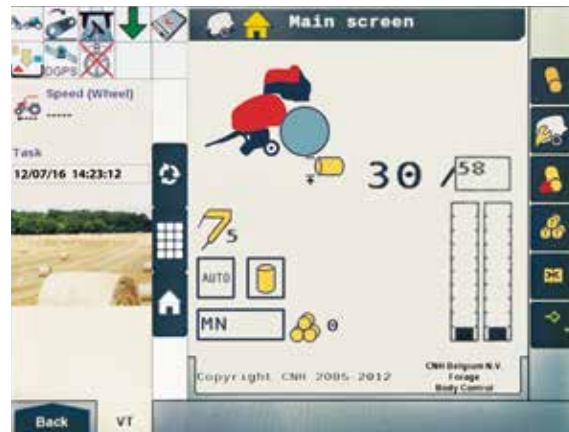 Main screen
DGPS
Speed (Wheel)
-----
Task
12/07/16 14:23:12
30 /58
5
AUTO
MN
0
Copyright CNH 2005-2012
CNH Belgium N.V.
Forage
Body Control
Back
VT